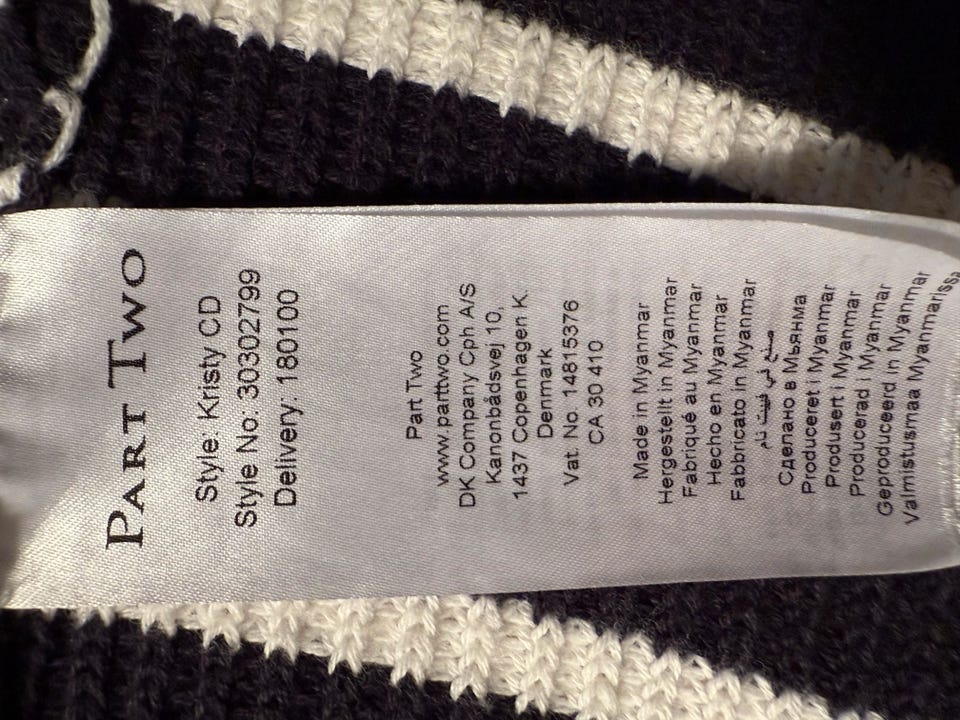 PART TWO
Style: Kristy CD
Style No: 30302799
Delivery: 180100
Part Two
www.parttwo.com
DK Company Cph A/S
Kanonbådsvej 10,
1437 Copenhagen K.
Denmark
Vat. No. 14815376
CA 30 410
Made in Myanmar
Hergestellt in Myanmar
Fabriqué au Myanmar
Hecho en Myanmar
Fabbricato in Myanmar
صنع في فييت نام
Сделано в Мьянма
Produceret i Myanmar
Produsert i Myanmar
Producerad i Myanmar
Geproduceerd in Myanmar
Valmistusmaa Myanmarissa